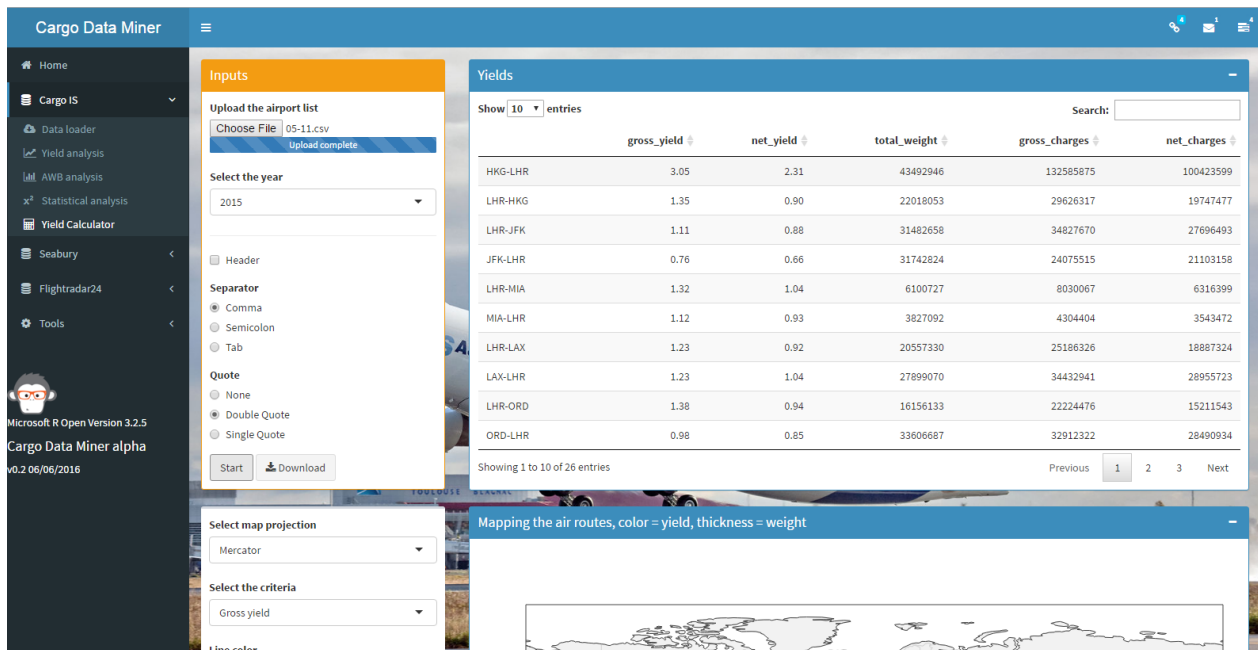 Cargo Data Miner
4
1
4
Home
Cargo IS
Data loader
Yield analysis
AWB analysis
x² Statistical analysis
Yield Calculator
Seabury
Flightradar24
Tools
Microsoft R Open Version 3.2.5
Cargo Data Miner alpha
v0.2 06/06/2016
Inputs
Upload the airport list
Choose File 05-11.csv
Upload complete
Select the year
2015
Header
Separator
Comma
Semicolon
Tab
Quote
None
Double Quote
Single Quote
Start Download
Yields
Show 10 entries Search:
gross_yield net_yield total_weight gross_charges net_charges
HKG-LHR 3.05 2.31 43492946 132585875 100423599
LHR-HKG 1.35 0.90 22018053 29626317 19747477
LHR-JFK 1.11 0.88 31482658 34827670 27696493
JFK-LHR 0.76 0.66 31742824 24075515 21103158
LHR-MIA 1.32 1.04 6100727 8030067 6316399
MIA-LHR 1.12 0.93 3827092 4304404 3543472
LHR-LAX 1.23 0.92 20557330 25186326 18887324
LAX-LHR 1.23 1.04 27899070 34432941 28955723
LHR-ORD 1.38 0.94 16156133 22224476 15211543
ORD-LHR 0.98 0.85 33606687 32912322 28490934
Showing 1 to 10 of 26 entries Previous 1 2 3 Next
TOULOUSE BLAGNAC
Select map projection
Mercator
Select the criteria
Gross yield
Line color
Mapping the air routes, color = yield, thickness = weight